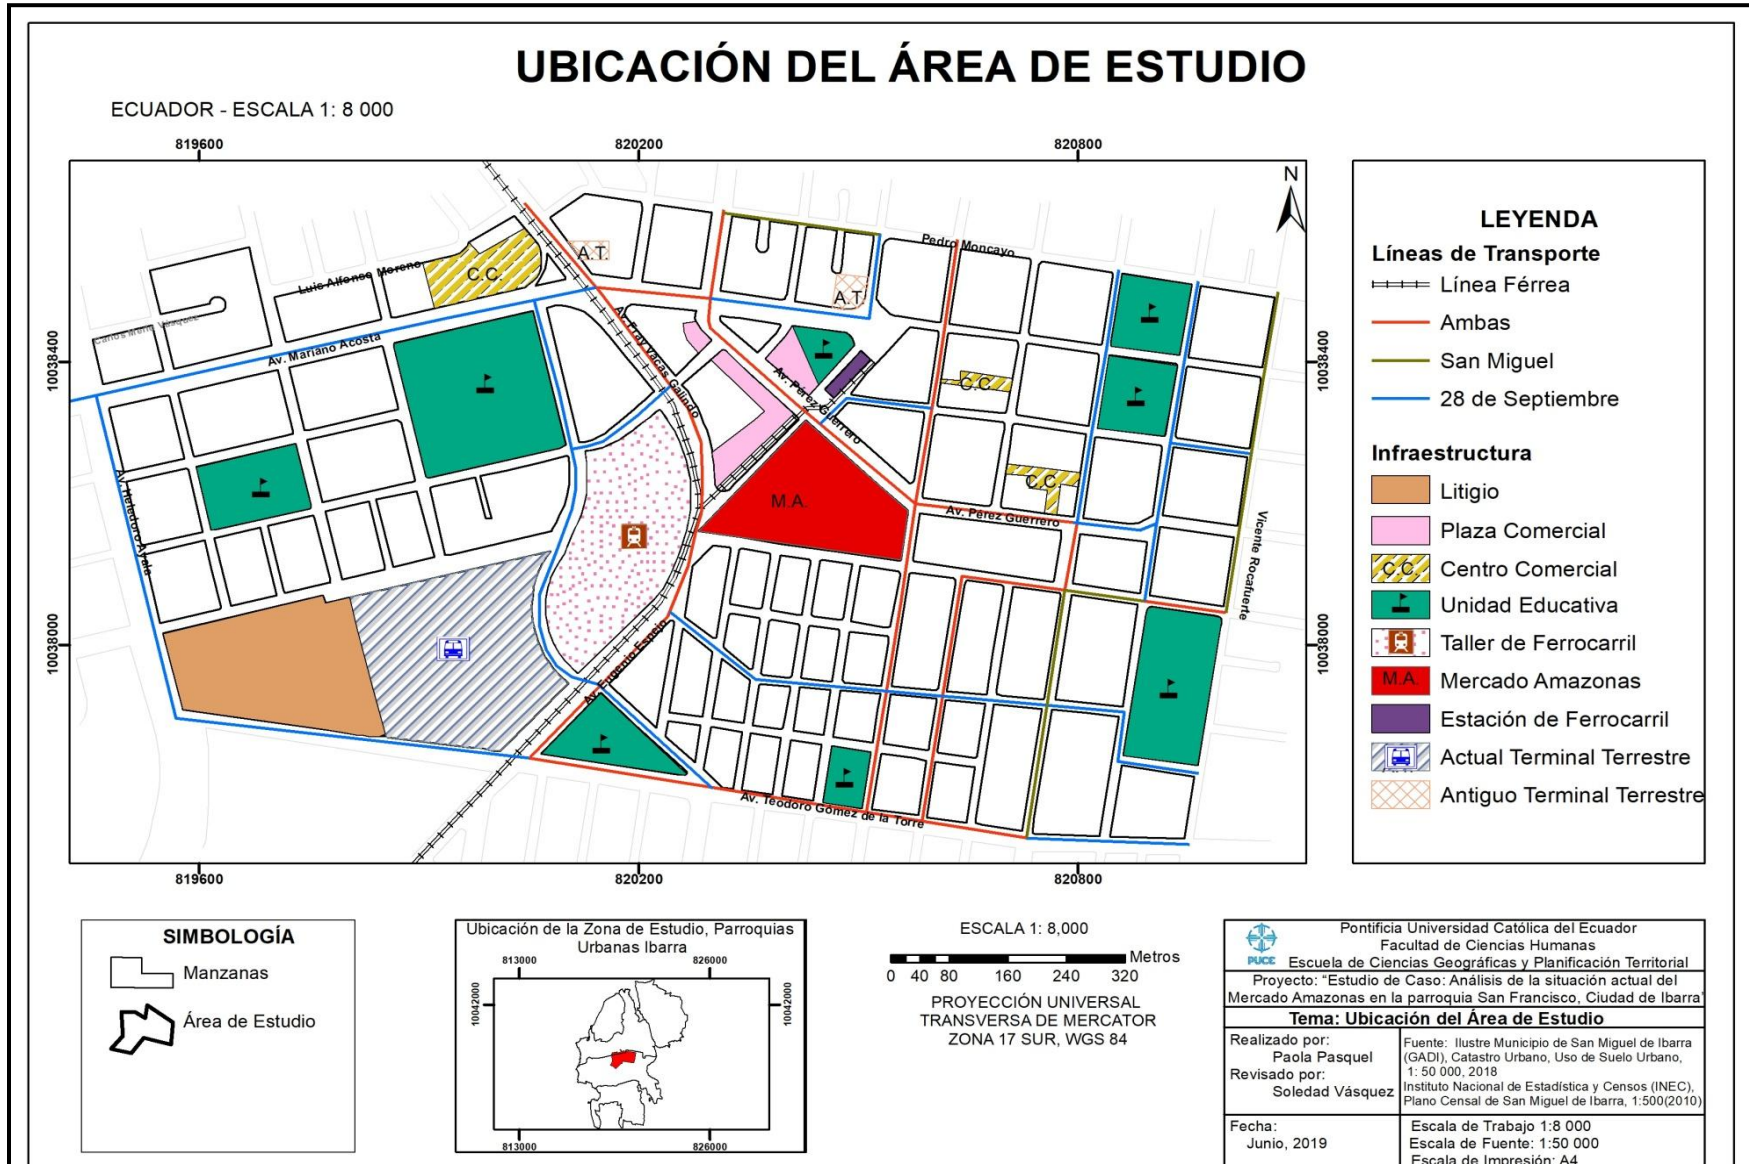 UBICACIÓN DEL ÁREA DE ESTUDIO
ECUADOR - ESCALA 1: 8 000
819600
820200
820800
10038400
10038000
10038400
10038000
N
Pedro Moncayo
Luis Alfonso Moreno
C.C.
A.T.
A.T
Carlos Merlo Vásquez
Av. Mariano Acosta
Av. Fray Vacas Galindo
Av. Pérez Guerrero
C.C.
C.C.
M.A.
Av. Pérez Guerrero
Av. Heleodoro Ayala
Vicente Rocafuerte
Av. Eugenio Espejo
Av. Teodoro Gómez de la Torre
819600
820200
820800
LEYENDA
Líneas de Transporte
Línea Férrea
Ambas
San Miguel
28 de Septiembre
Infraestructura
Litigio
Plaza Comercial
C.C.
Centro Comercial
Unidad Educativa
Taller de Ferrocarril
M.A.
Mercado Amazonas
Estación de Ferrocarril
Actual Terminal Terrestre
Antiguo Terminal Terrestre
SIMBOLOGÍA
Manzanas
Área de Estudio
Ubicación de la Zona de Estudio, Parroquias
Urbanas Ibarra
813000
826000
10042000
10042000
813000
826000
ESCALA 1: 8,000
Metros
0 40 80 160 240 320
PROYECCIÓN UNIVERSAL
TRANSVERSA DE MERCATOR
ZONA 17 SUR, WGS 84
PUCE
Pontificia Universidad Católica del Ecuador
Facultad de Ciencias Humanas
Escuela de Ciencias Geográficas y Planificación Territorial
Proyecto: “Estudio de Caso: Análisis de la situación actual del
Mercado Amazonas en la parroquia San Francisco, Ciudad de Ibarra"
Tema: Ubicación del Área de Estudio
Realizado por:
Paola Pasquel
Revisado por:
Soledad Vásquez
Fuente: Ilustre Municipio de San Miguel de Ibarra
(GADI), Catastro Urbano, Uso de Suelo Urbano,
1: 50 000, 2018
Instituto Nacional de Estadística y Censos (INEC),
Plano Censal de San Miguel de Ibarra, 1:500(2010)
Fecha:
Junio, 2019
Escala de Trabajo 1:8 000
Escala de Fuente: 1:50 000
Escala de Impresión: A4